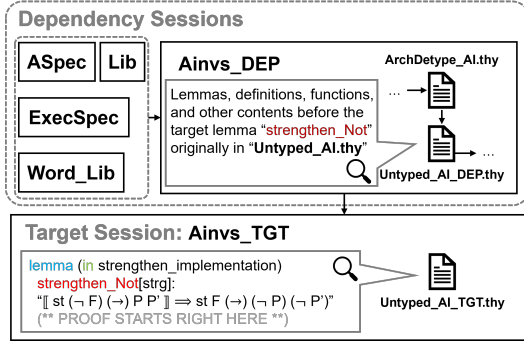 Dependency Sessions
ASpec
Lib
ExecSpec
Word_Lib
Ainvs_DEP
Lemmas, definitions, functions,
and other contents before the
target lemma “strengthen_Not”
originally in “Untyped_AI.thy”
ArchDetype_AI.thy
...
...
Untyped_AI_DEP.thy
Target Session: Ainvs_TGT
lemma (in strengthen_implementation)
strengthen_Not[strg]:
“⟦ st (¬ F) (→) P P’ ⟧ ⟹ st F (→) (¬ P) (¬ P’)”
(** PROOF STARTS RIGHT HERE **)
Untyped_AI_TGT.thy